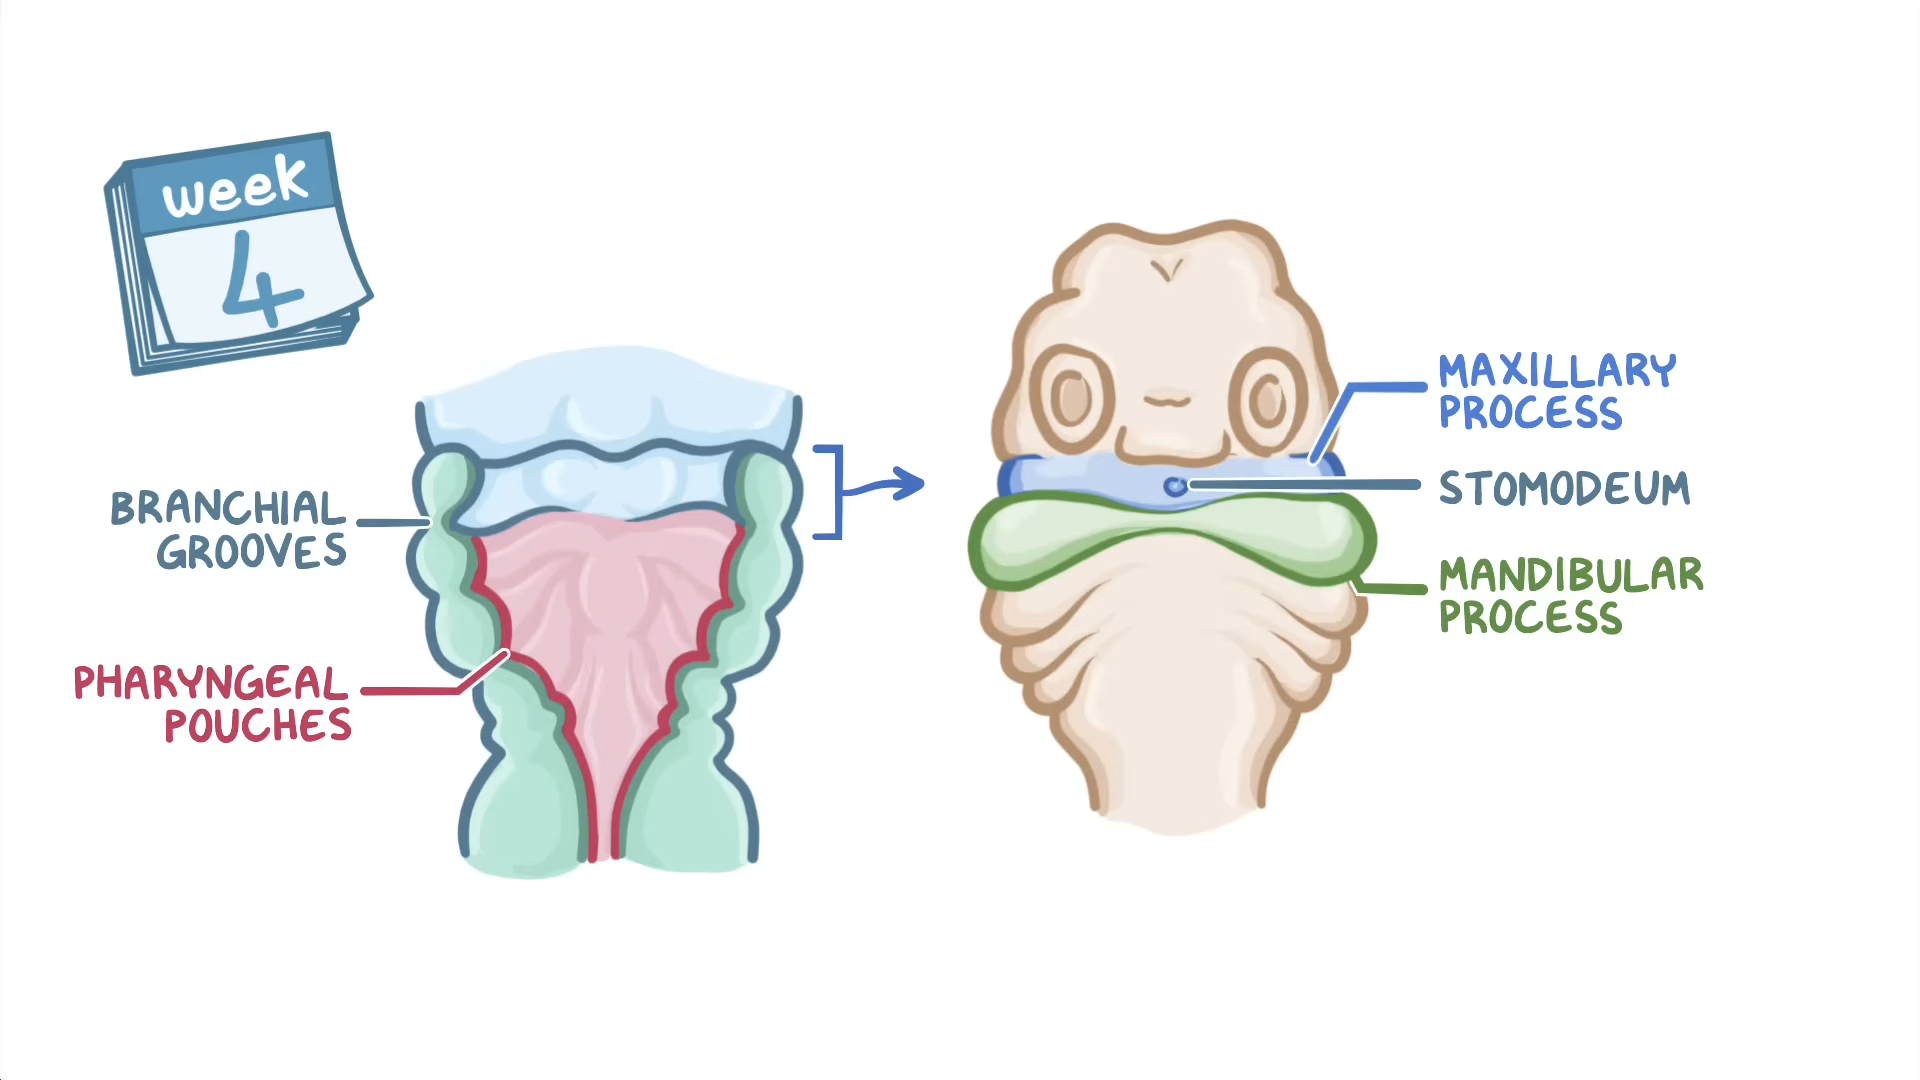 week
4
BRANCHIAL
GROOVES
PHARYNGEAL
POUCHES
MAXILLARY
PROCESS
STOMODEUM
MANDIBULAR
PROCESS